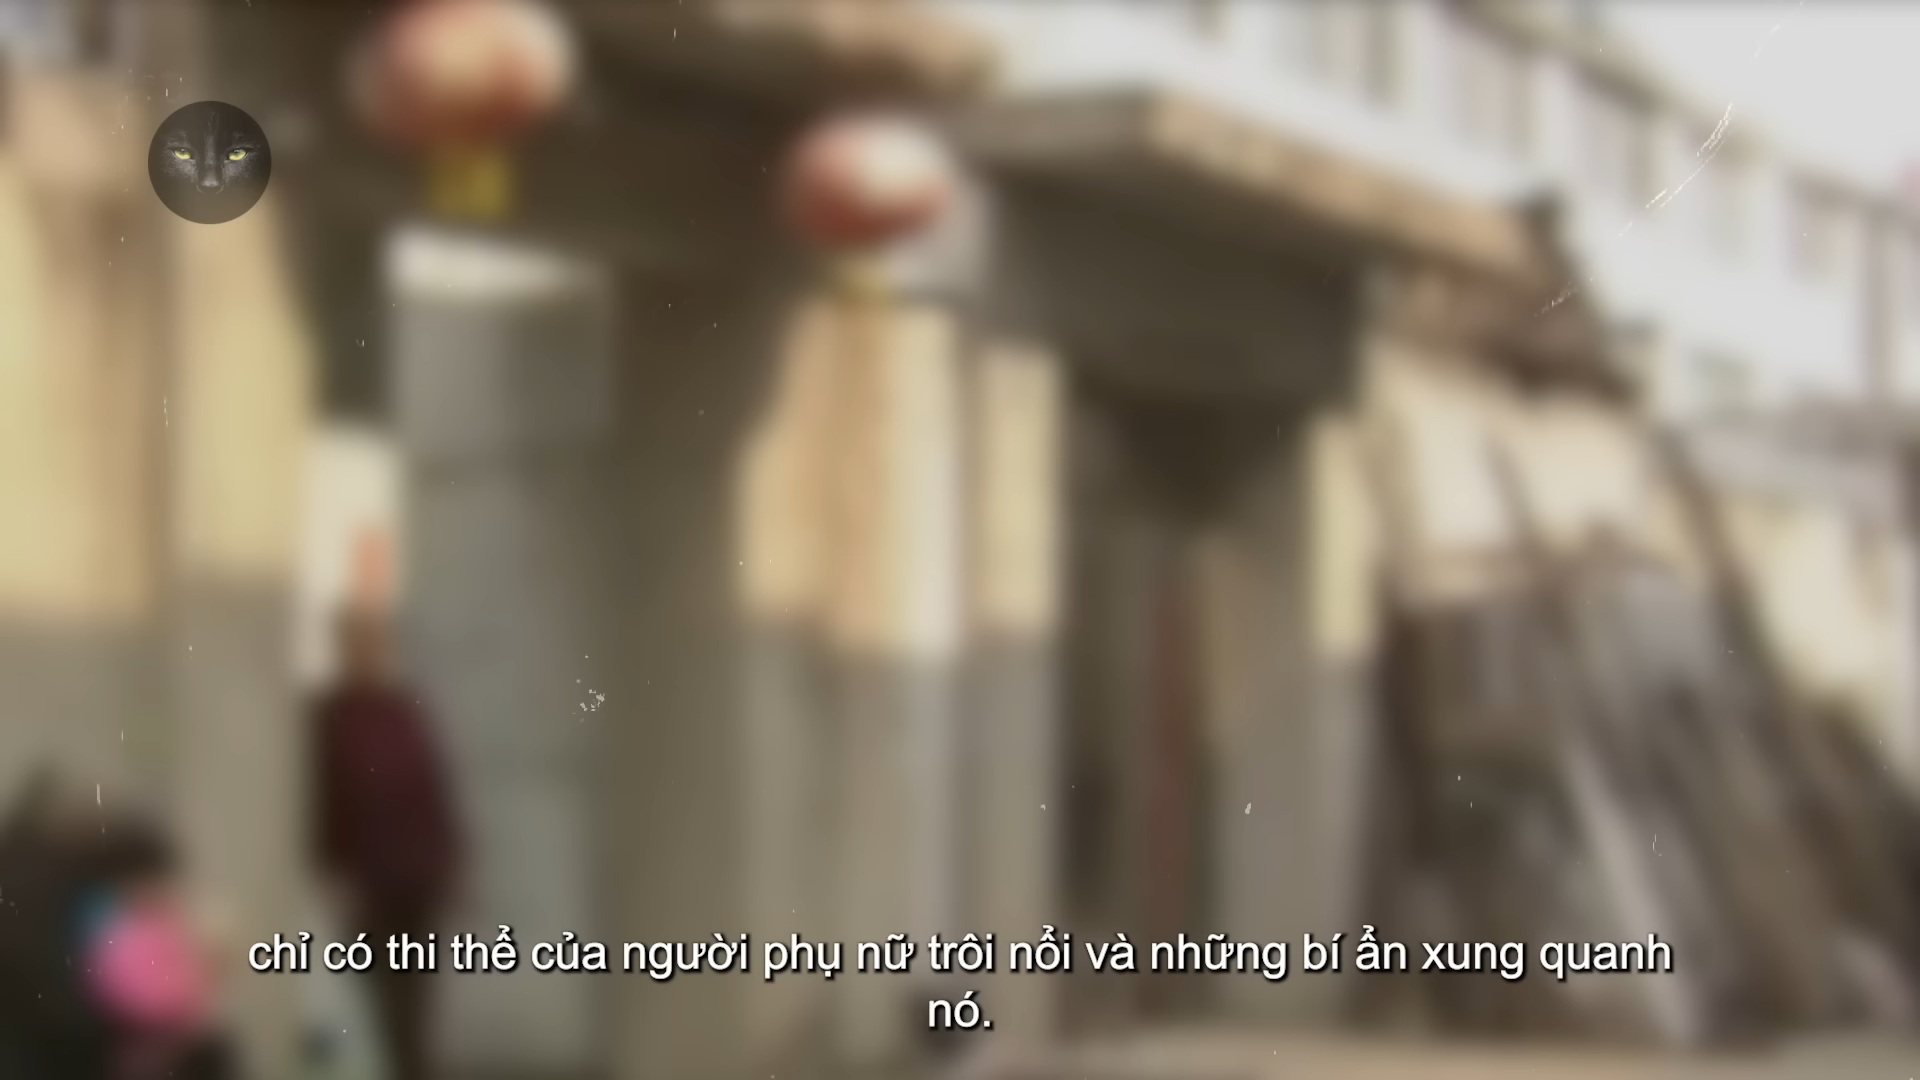 chỉ có thi thể của người phụ nữ trôi nổi và những bí ẩn xung quanh
nó.